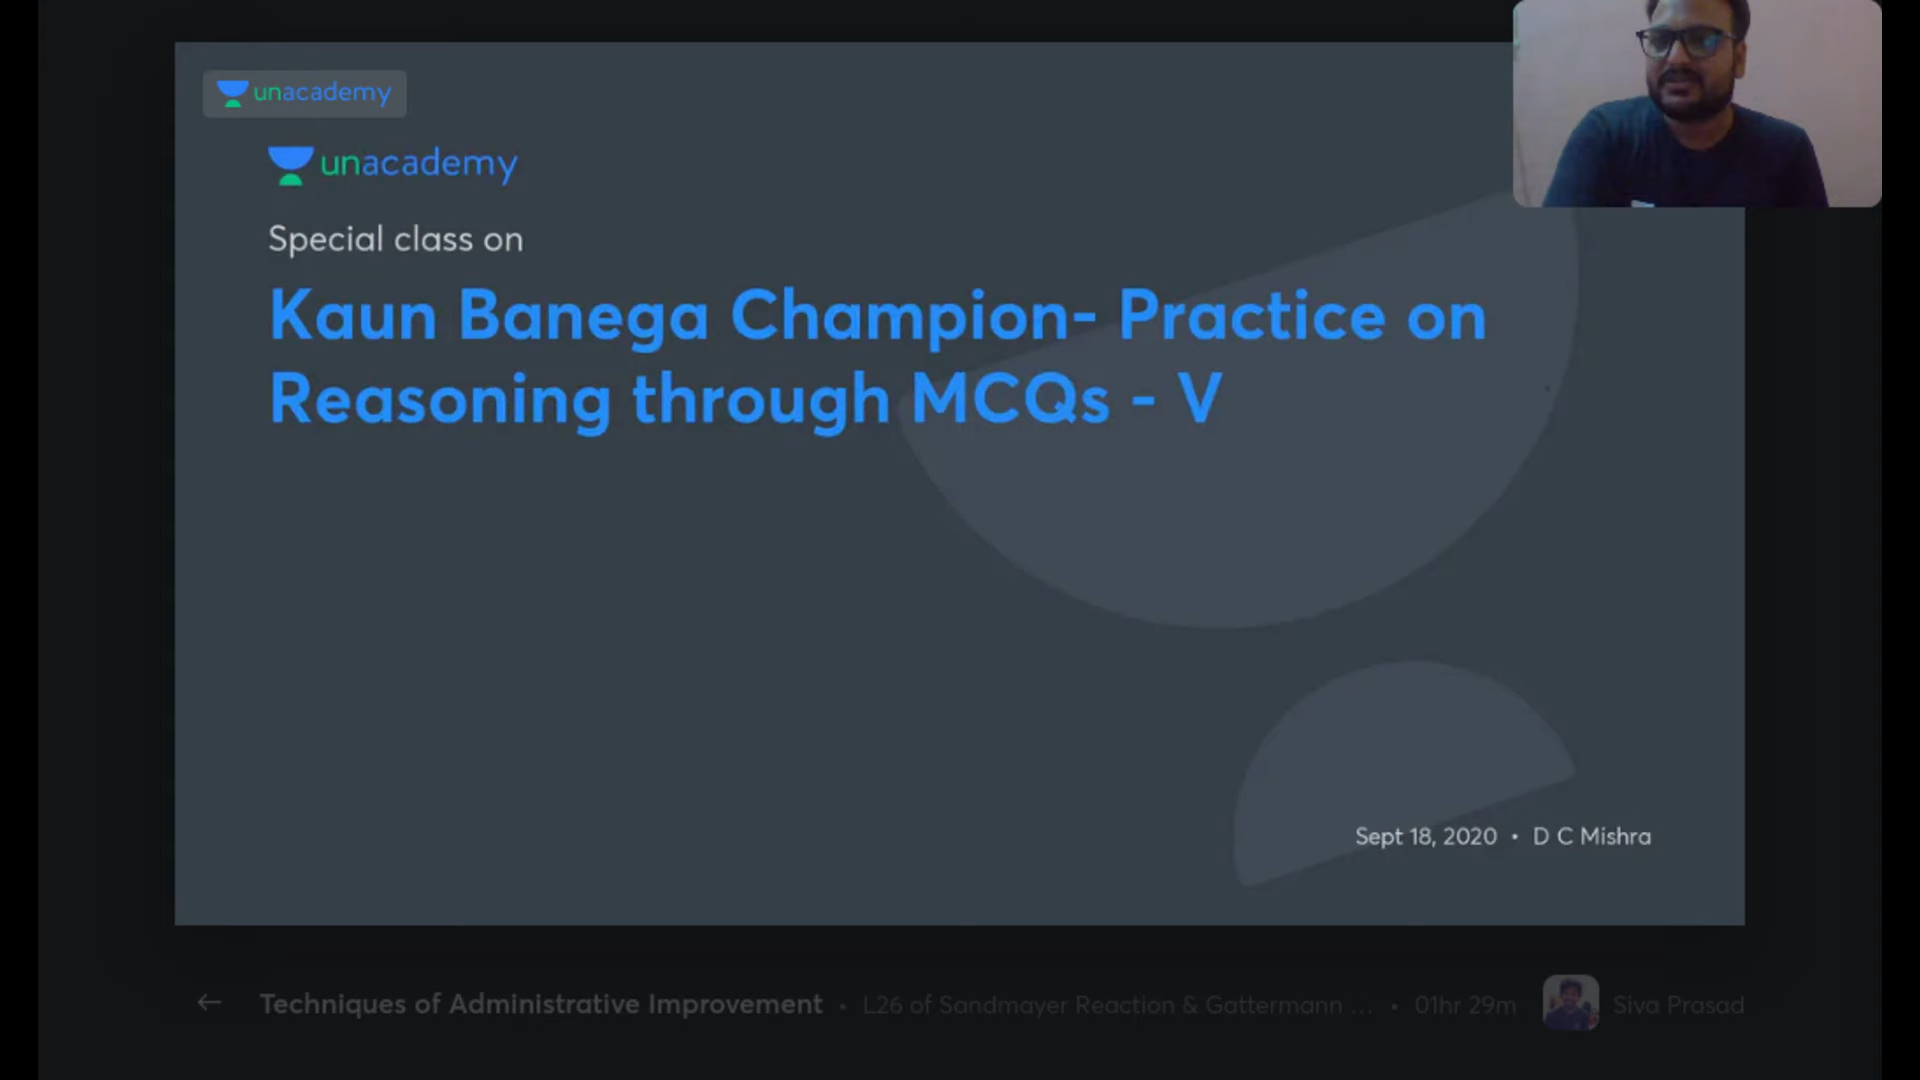 unacademy
unacademy
Special class on
Kaun Banega Champion- Practice on
Reasoning through MCQs - V
Sept 18, 2020 • D C Mishra
Techniques of Administrative Improvement • L26 of Sandmayer Reaction & Gattermann ... • 01hr 29m Siva Prasad